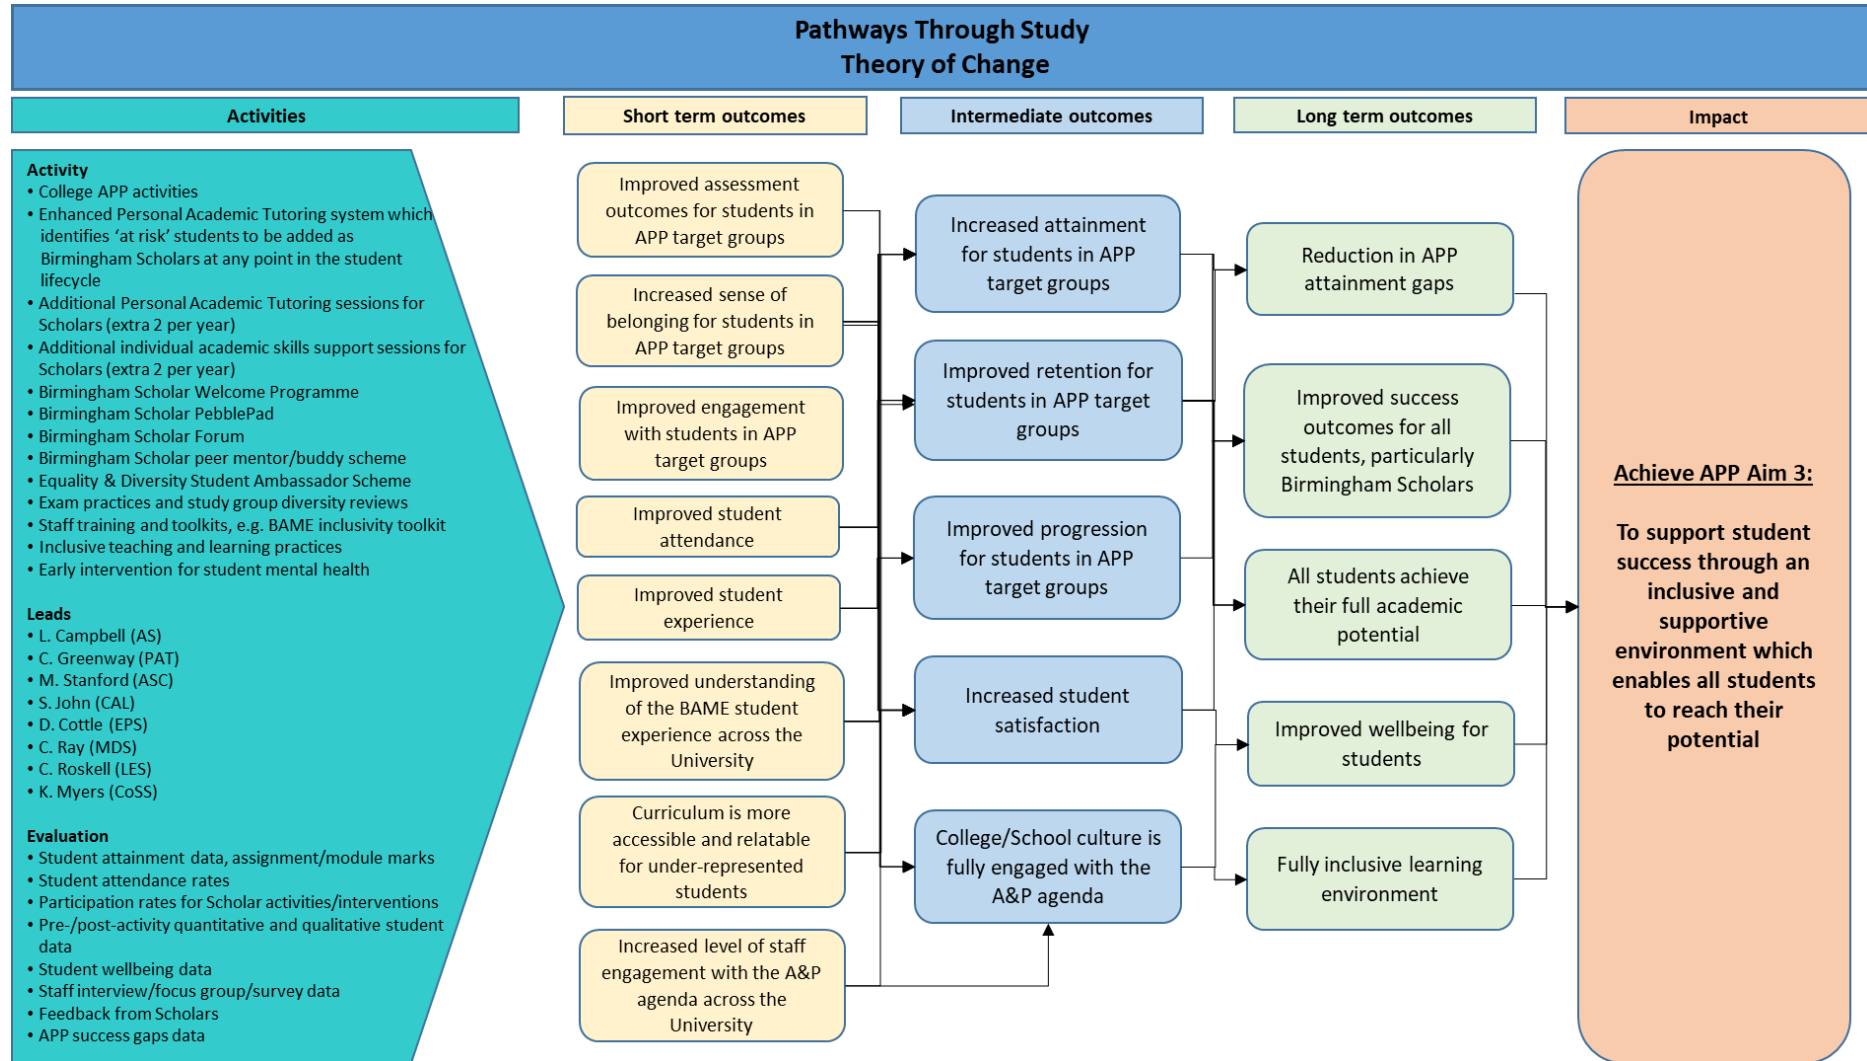 Pathways Through Study
Theory of Change
Activities
Short term outcomes
Intermediate outcomes
Long term outcomes
Impact
Activity
• College APP activities
• Enhanced Personal Academic Tutoring system which
identifies ‘at risk’ students to be added as
Birmingham Scholars at any point in the student
lifecycle
• Additional Personal Academic Tutoring sessions for
Scholars (extra 2 per year)
• Additional individual academic skills support sessions for
Scholars (extra 2 per year)
• Birmingham Scholar Welcome Programme
• Birmingham Scholar PebblePad
• Birmingham Scholar Forum
• Birmingham Scholar peer mentor/buddy scheme
• Equality & Diversity Student Ambassador Scheme
• Exam practices and study group diversity reviews
• Staff training and toolkits, e.g. BAME inclusivity toolkit
• Inclusive teaching and learning practices
• Early intervention for student mental health
Leads
• L. Campbell (AS)
• C. Greenway (PAT)
• M. Stanford (ASC)
• S. John (CAL)
• D. Cottle (EPS)
• C. Ray (MDS)
• C. Roskell (LES)
• K. Myers (CoSS)
Evaluation
• Student attainment data, assignment/module marks
• Student attendance rates
• Participation rates for Scholar activities/interventions
• Pre-/post-activity quantitative and qualitative student
data
• Student wellbeing data
• Staff interview/focus group/survey data
• Feedback from Scholars
• APP success gaps data
Improved assessment
outcomes for students in
APP target groups
Increased sense of
belonging for students in
APP target groups
Improved engagement
with students in APP
target groups
Improved student
attendance
Improved student
experience
Improved understanding
of the BAME student
experience across the
University
Curriculum is more
accessible and relatable
for under-represented
students
Increased level of staff
engagement with the A&P
agenda across the
University
Increased attainment
for students in APP
target groups
Improved retention for
students in APP target
groups
Improved progression
for students in APP
target groups
Increased student
satisfaction
College/School culture is
fully engaged with the
A&P agenda
Reduction in APP
attainment gaps
Improved success
outcomes for all
students, particularly
Birmingham Scholars
All students achieve
their full academic
potential
Improved wellbeing for
students
Fully inclusive learning
environment
Achieve APP Aim 3:
To support student
success through an
inclusive and
supportive
environment which
enables all students
to reach their
potential